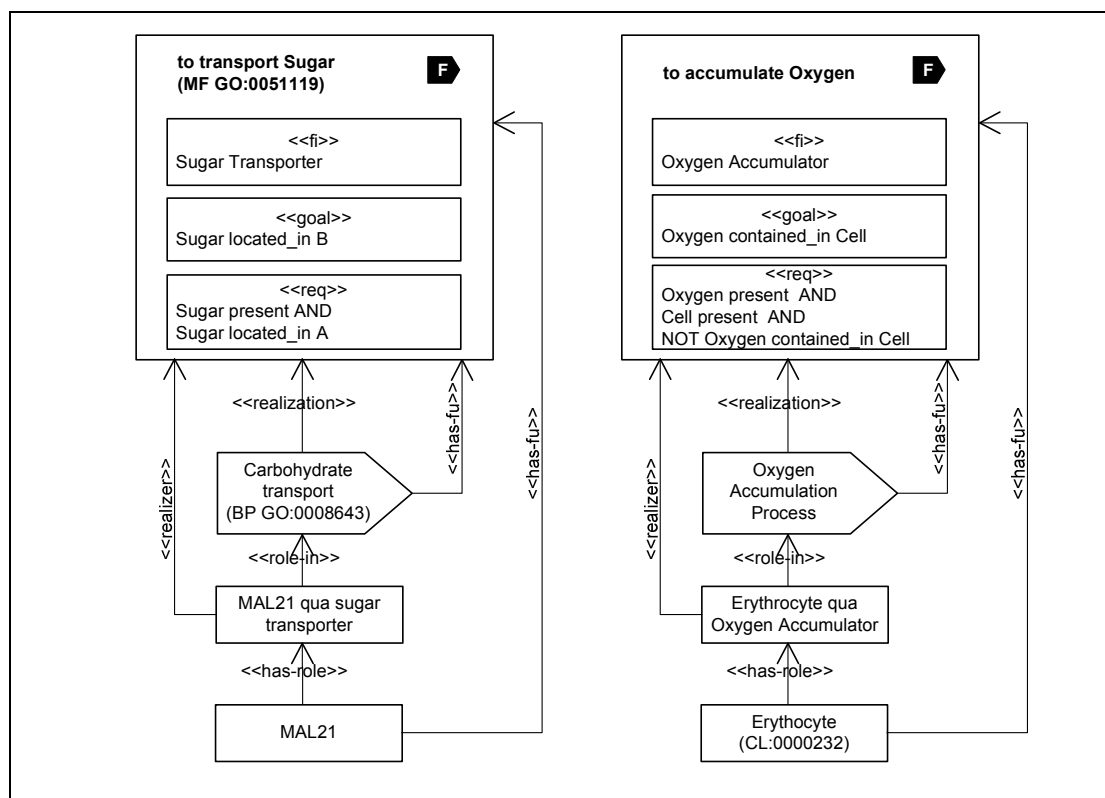 to transport Sugar
(MF GO:0051119)
F
<<fi>>
Sugar Transporter
<<goal>>
Sugar located_in B
<<req>>
Sugar present AND
Sugar located_in A
<<realization>>
<<has-fu>>
<<has-fu>>
<<realizer>>
Carbohydrate
transport
(BP GO:0008643)
<<role-in>>
MAL21 qua sugar
transporter
<<has-role>>
MAL21
to accumulate Oxygen
F
<<fi>>
Oxygen Accumulator
<<goal>>
Oxygen contained_in Cell
<<req>>
Oxygen present AND
Cell present AND
NOT Oxygen contained_in Cell
<<realization>>
<<has-fu>>
<<has-fu>>
<<realizer>>
Oxygen
Accumulation
Process
<<role-in>>
Erythrocyte qua
Oxygen Accumulator
<<has-role>>
Erythocyte
(CL:0000232)